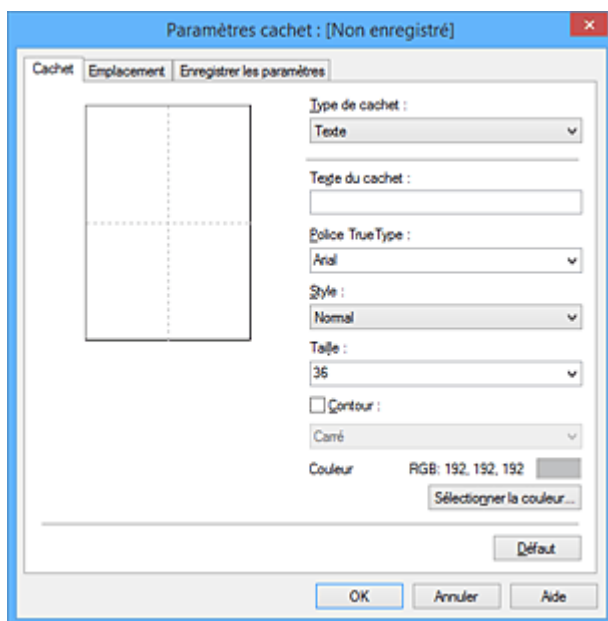 Paramètres cachet : [Non enregistré]
Cachet Emplacement Enregistrer les paramètres
Type de cachet :
Texte
Texte du cachet :
Police TrueType :
Arial
Style :
Normal
Taille :
36
Contour :
Carré
Couleur RGB: 192, 192, 192
Sélectionner la couleur...
Défaut
OK Annuler Aide